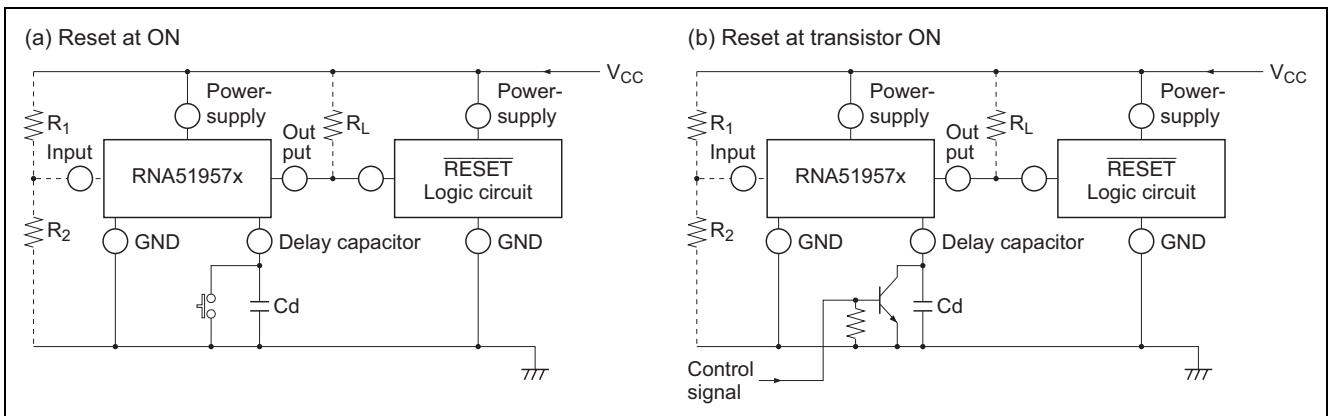 (a) Reset at ON
VCC
Power-
supply
Power-
supply
R1
Input
Out
put
RL
RNA51957x
RESET
Logic circuit
R2
GND
Delay capacitor
GND
Cd
(b) Reset at transistor ON
VCC
Power-
supply
Power-
supply
R1
Input
Out
put
RL
RNA51957x
RESET
Logic circuit
R2
GND
Delay capacitor
GND
Cd
Control
signal